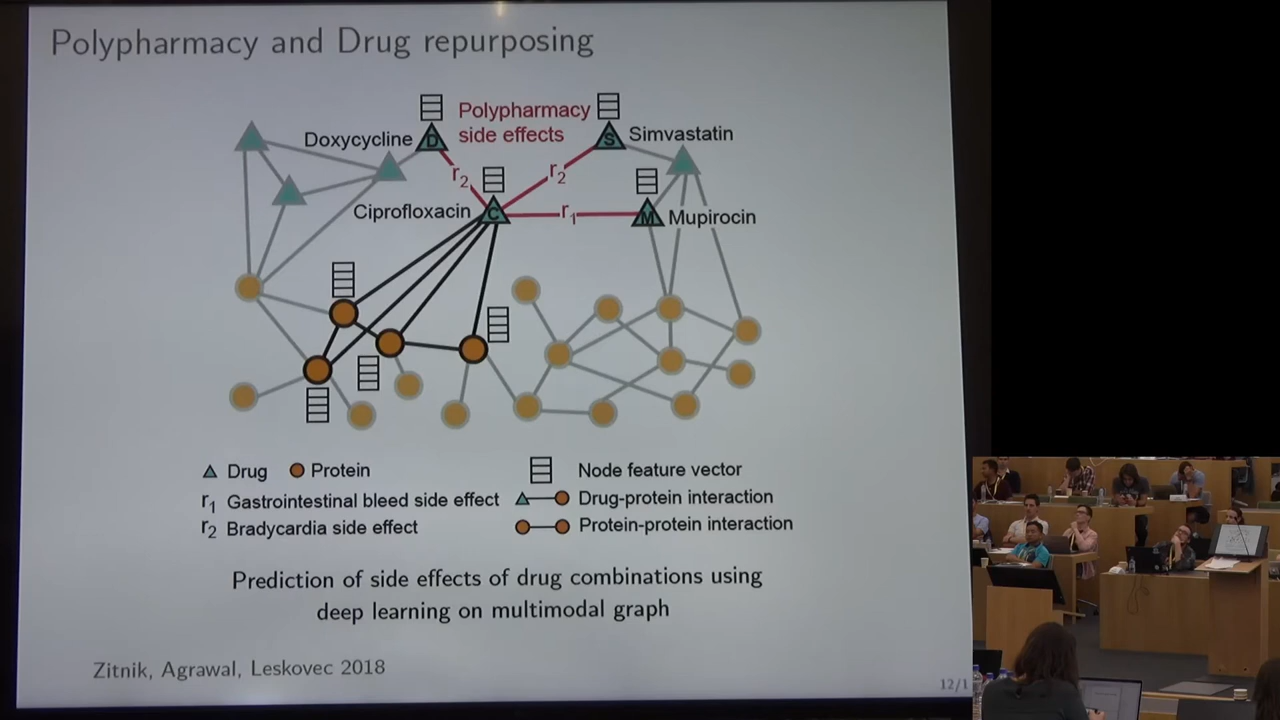 Polypharmacy and Drug repurposing
Polypharmacy
side effects
Doxycycline
D
S
Simvastatin
r2
r2
Ciprofloxacin
C
r1
M
Mupirocin
Drug
Protein
Node feature vector
r1 Gastrointestinal bleed side effect
Drug-protein interaction
r2 Bradycardia side effect
Protein-protein interaction
Prediction of side effects of drug combinations using
deep learning on multimodal graph
Zitnik, Agrawal, Leskovec 2018
12/1